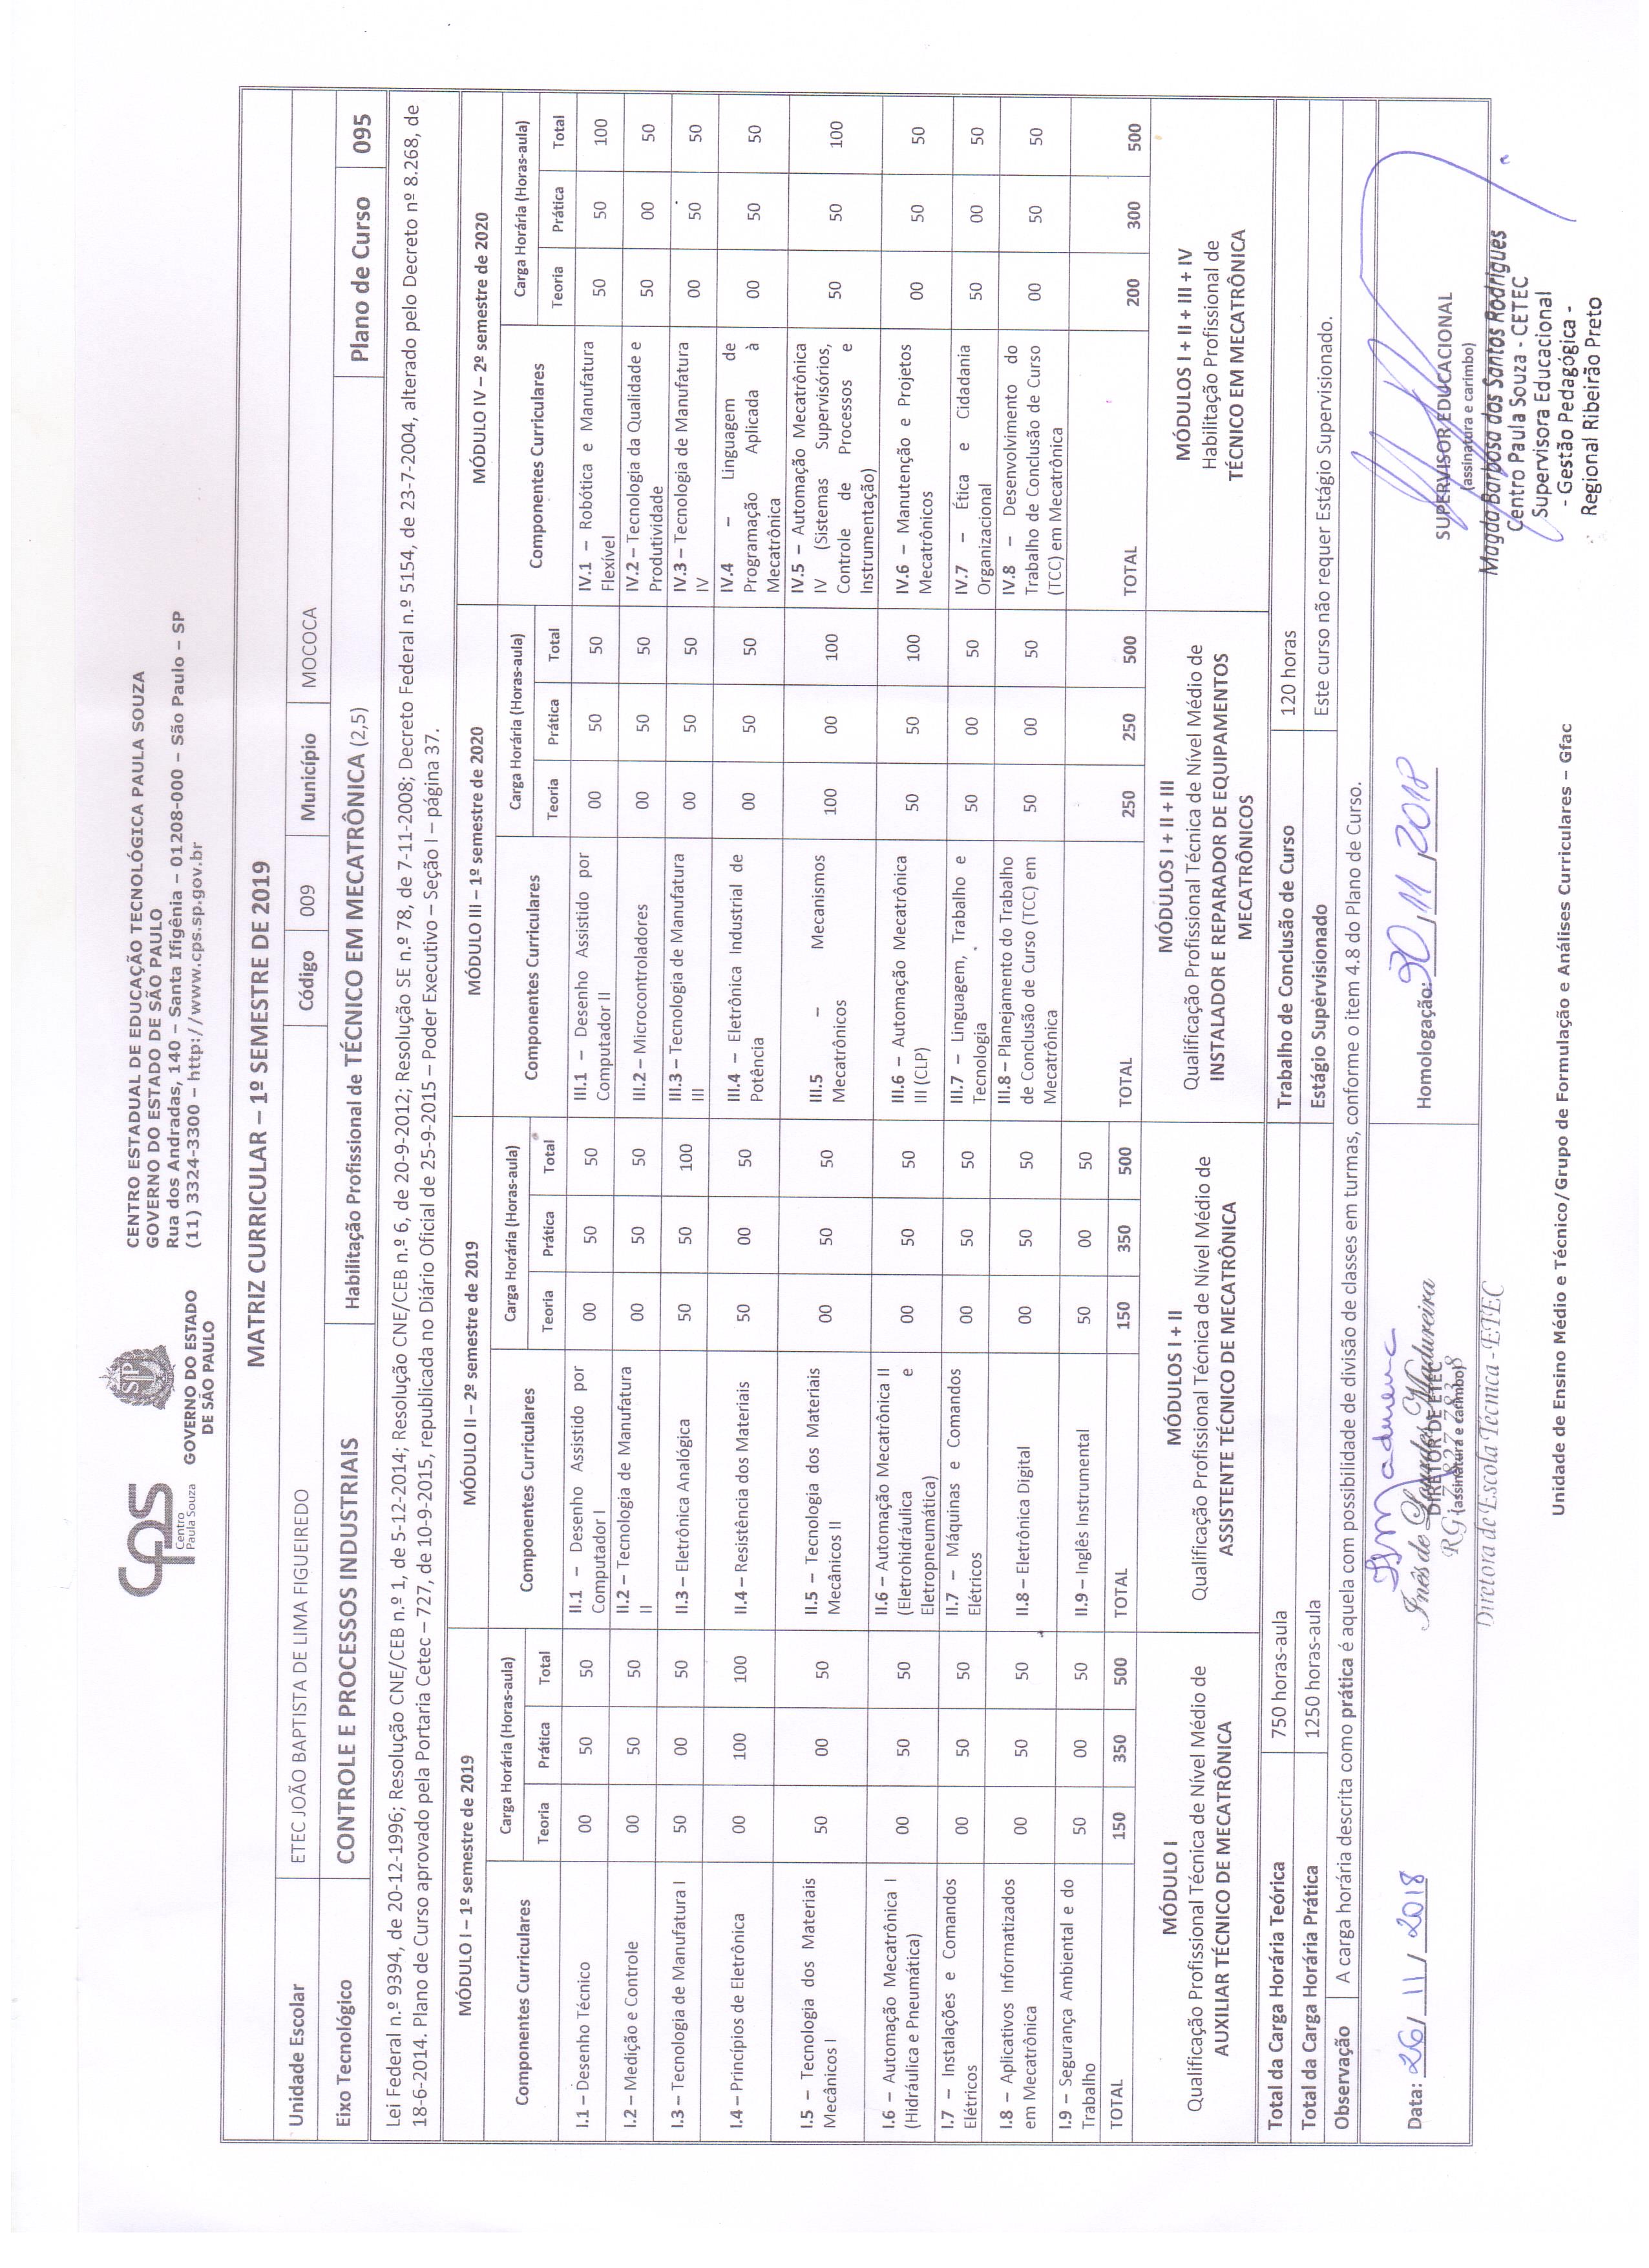 cps
Centro
Paula Souza
SP
GOVERNO DO ESTADO
DE SÃO PAULO
CENTRO ESTADUAL DE EDUCAÇÃO TECNOLÓGICA PAULA SOUZA
GOVERNO DO ESTADO DE SÃO PAULO
Rua dos Andradas, 140 – Santa Ifigênia – 01208-000 – São Paulo – SP
(11) 3324-3300 – http://www.cps.sp.gov.br
MATRIZ CURRICULAR – 1º SEMESTRE DE 2019
Unidade Escolar ETEC JOÃO BAPTISTA DE LIMA FIGUEIREDO Código 009 Município MOCOCA
Eixo Tecnológico CONTROLE E PROCESSOS INDUSTRIAIS Habilitação Profissional de TÉCNICO EM MECATRÔNICA (2,5) Plano de Curso 095
Lei Federal n.º 9394, de 20-12-1996; Resolução CNE/CEB n.º 1, de 5-12-2014; Resolução CNE/CEB n.º 6, de 20-9-2012; Resolução SE n.º 78, de 7-11-2008; Decreto Federal n.º 5154, de 23-7-2004, alterado pelo Decreto nº 8.268, de
18-6-2014. Plano de Curso aprovado pela Portaria Cetec – 727, de 10-9-2015, republicada no Diário Oficial de 25-9-2015 – Poder Executivo – Seção I – página 37.
MÓDULO I – 1º semestre de 2019
Componentes Curriculares
Carga Horária (Horas-aula)
Teoria Prática Total
I.1 – Desenho Técnico 00 50 50
I.2 – Medição e Controle 00 50 50
I.3 – Tecnologia de Manufatura I 50 00 50
I.4 – Princípios de Eletrônica 00 100 100
I.5 – Tecnologia dos Materiais
Mecânicos I 50 00 50
I.6 – Automação Mecatrônica I
(Hidráulica e Pneumática) 00 50 50
I.7 – Instalações e Comandos
Elétricos 00 50 50
I.8 – Aplicativos Informatizados
em Mecatrônica 00 50 50
I.9 – Segurança Ambiental e do
Trabalho 50 00 50
TOTAL 150 350 500
MÓDULO II – 2º semestre de 2019
Componentes Curriculares
Carga Horária (Horas-aula)
Teoria Prática Total
II.1 – Desenho Assistido por
Computador I 00 50 50
II.2 – Tecnologia de Manufatura
II 00 50 50
II.3 – Eletrônica Analógica 50 50 100
II.4 – Resistência dos Materiais 50 00 50
II.5 – Tecnologia dos Materiais
Mecânicos II 00 50 50
II.6 – Automação Mecatrônica II
(Eletrohidráulica e
Eletropneumática) 00 50 50
II.7 – Máquinas e Comandos
Elétricos 00 50 50
II.8 – Eletrônica Digital 00 50 50
II.9 – Inglês Instrumental 50 00 50
TOTAL 150 350 500
MÓDULO III – 1º semestre de 2020
Componentes Curriculares
Carga Horária (Horas-aula)
Teoria Prática Total
III.1 – Desenho Assistido por
Computador II 00 50 50
III.2 – Microcontroladores 00 50 50
III.3 – Tecnologia de Manufatura
III 00 50 50
III.4 – Eletrônica Industrial de
Potência 00 50 50
III.5 – Mecanismos
Mecatrônicos 100 00 100
III.6 – Automação Mecatrônica
III (CLP) 50 50 100
III.7 – Linguagem, Trabalho e
Tecnologia 50 00 50
III.8 – Planejamento do Trabalho
de Conclusão de Curso (TCC) em
Mecatrônica 50 00 50
TOTAL 250 250 500
MÓDULO IV – 2º semestre de 2020
Componentes Curriculares
Carga Horária (Horas-aula)
Teoria Prática Total
IV.1 – Robótica e Manufatura
Flexível 50 50 100
IV.2 – Tecnologia da Qualidade e
Produtividade 50 00 50
IV.3 – Tecnologia de Manufatura
IV 00 50 50
IV.4 – Linguagem de
Programação Aplicada à
Mecatrônica 00 50 50
IV.5 – Automação Mecatrônica
IV (Sistemas Supervisórios,
Controle de Processos e
Instrumentação) 50 50 100
IV.6 – Manutenção e Projetos
Mecatrônicos 00 50 50
IV.7 – Ética e Cidadania
Organizacional 50 00 50
IV.8 – Desenvolvimento do
Trabalho de Conclusão de Curso
(TCC) em Mecatrônica 00 50 50
TOTAL 200 300 500
MÓDULO I
Qualificação Profissional Técnica de Nível Médio de
AUXILIAR TÉCNICO DE MECATRÔNICA
MÓDULOS I + II
Qualificação Profissional Técnica de Nível Médio de
ASSISTENTE TÉCNICO DE MECATRÔNICA
MÓDULOS I + II + III
Qualificação Profissional Técnica de Nível Médio de
INSTALADOR E REPARADOR DE EQUIPAMENTOS
MECATRÔNICOS
MÓDULOS I + II + III + IV
Habilitação Profissional de
TÉCNICO EM MECATRÔNICA
Total da Carga Horária Teórica 750 horas-aula
Total da Carga Horária Prática 1250 horas-aula
Trabalho de Conclusão de Curso 120 horas
Estágio Supervisionado Este curso não requer Estágio Supervisionado.
Observação A carga horária descrita como prática é aquela com possibilidade de divisão de classes em turmas, conforme o item 4.8 do Plano de Curso.
Data: 26/11/2018
Madureira
Inês de Lourdes Madureira
DIRETOR DE ETEC
RG: 7.827.783-8
(assinatura e carimbo)
Diretora de Escola Técnica - ETEC
Homologação: 30/11/2018
SUPERVISOR EDUCACIONAL
(assinatura e carimbo)
Magda Barbosa dos Santos Rodrigues
Centro Paula Souza - CETEC
Supervisora Educacional
- Gestão Pedagógica -
Regional Ribeirão Preto
Unidade de Ensino Médio e Técnico/Grupo de Formulação e Análises Curriculares – Gfac